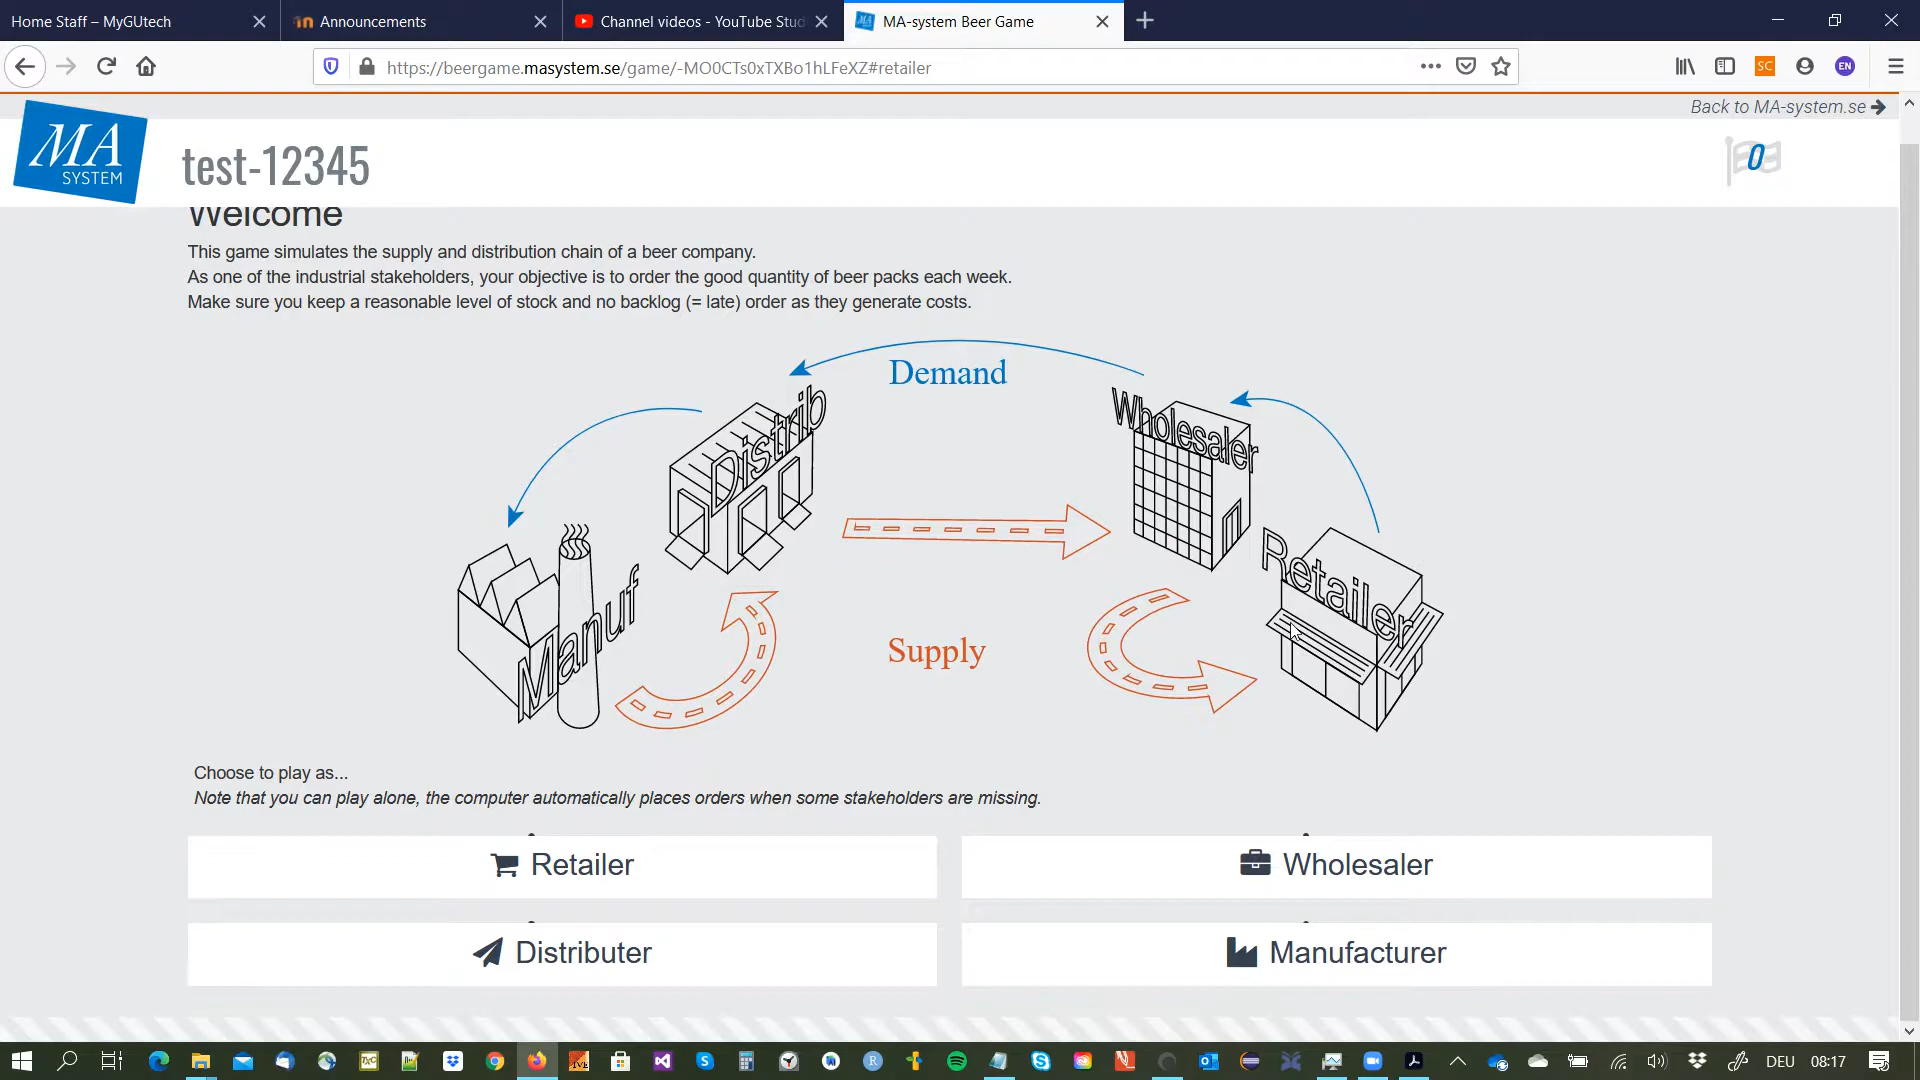 Home Staff – MyGUtech
Announcements
Channel videos - YouTube Stud
MA-system Beer Game
https://beergame.masystem.se/game/-MO0CTs0xTXBo1hLFeXZ#retailer
SC
EN
Back to MA-system.se
MA
SYSTEM
test-12345
0
Welcome
This game simulates the supply and distribution chain of a beer company.
As one of the industrial stakeholders, your objective is to order the good quantity of beer packs each week.
Make sure you keep a reasonable level of stock and no backlog (= late) order as they generate costs.
Demand
Distrib
Wholesaler
Retailer
Manuf
Supply
Choose to play as...
Note that you can play alone, the computer automatically places orders when some stakeholders are missing.
Retailer
Wholesaler
Distributer
Manufacturer
DEU
08:17